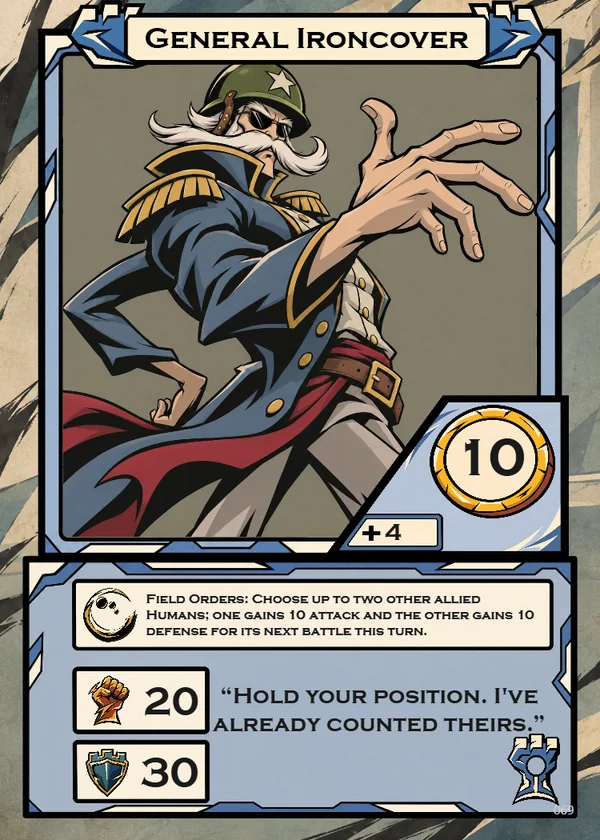 General Ironcover
10
+4
Field Orders: Choose up to two other allied
Humans; one gains 10 attack and the other gains 10
defense for its next battle this turn.
20
“Hold your position. I've
already counted theirs.”
30
069